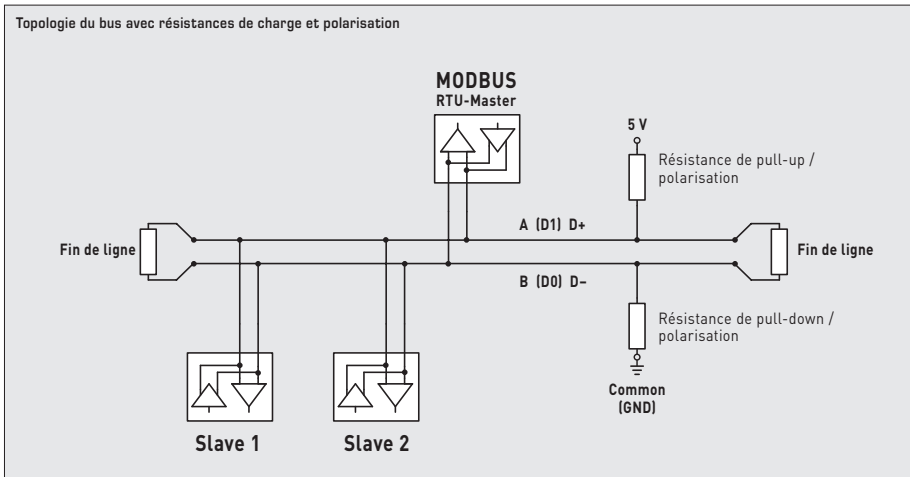 Topologie du bus avec résistances de charge et polarisation
MODBUS
RTU-Master
5 V
Résistance de pull-up /
polarisation
A (D1) D+
Fin de ligne
Fin de ligne
B (D0) D–
Résistance de pull-down /
polarisation
Common
(GND)
Slave 1
Slave 2